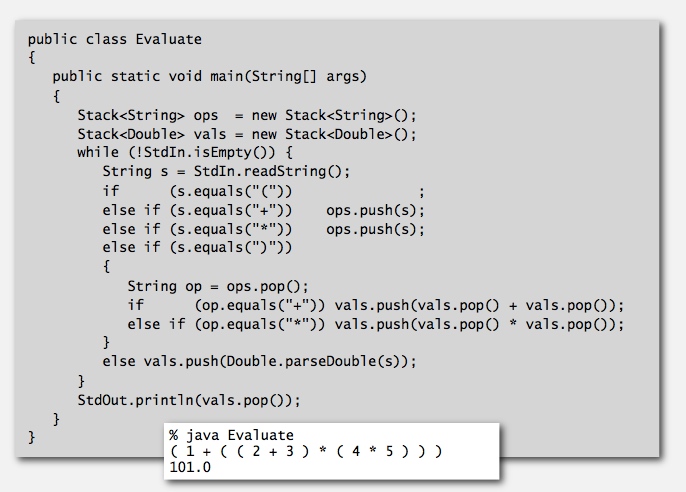 public class Evaluate
{
   public static void main(String[] args)
   {
      Stack<String> ops  = new Stack<String>();
      Stack<Double> vals = new Stack<Double>();
      while (!StdIn.isEmpty()) {
         String s = StdIn.readString();
         if      (s.equals("("))               ;
         else if (s.equals("+"))    ops.push(s);
         else if (s.equals("*"))    ops.push(s);
         else if (s.equals(")"))
         {
            String op = ops.pop();
            if      (op.equals("+")) vals.push(vals.pop() + vals.pop());
            else if (op.equals("*")) vals.push(vals.pop() * vals.pop());
         }
         else vals.push(Double.parseDouble(s));
      }
      StdOut.println(vals.pop());
   }
}
% java Evaluate
( 1 + ( ( 2 + 3 ) * ( 4 * 5 ) ) )
101.0